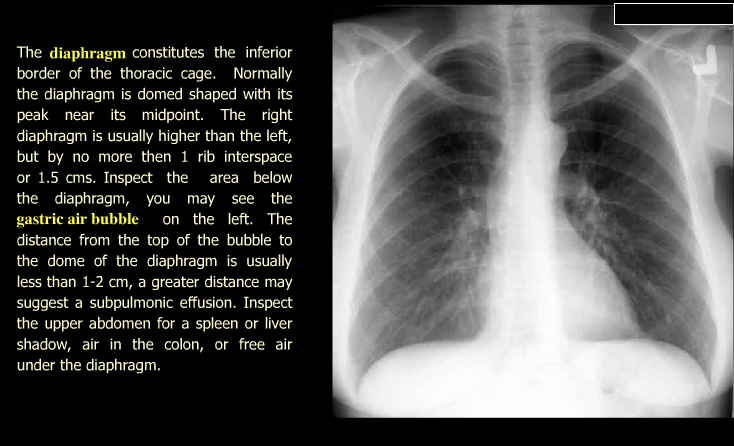 The diaphragm constitutes the inferior
border of the thoracic cage. Normally
the diaphragm is domed shaped with its
peak near its midpoint. The right
diaphragm is usually higher than the left,
but by no more then 1 rib interspace
or 1.5 cms. Inspect the area below
the diaphragm, you may see the
gastric air bubble on the left. The
distance from the top of the bubble to
the dome of the diaphragm is usually
less than 1-2 cm, a greater distance may
suggest a subpulmonic effusion. Inspect
the upper abdomen for a spleen or liver
shadow, air in the colon, or free air
under the diaphragm.
L